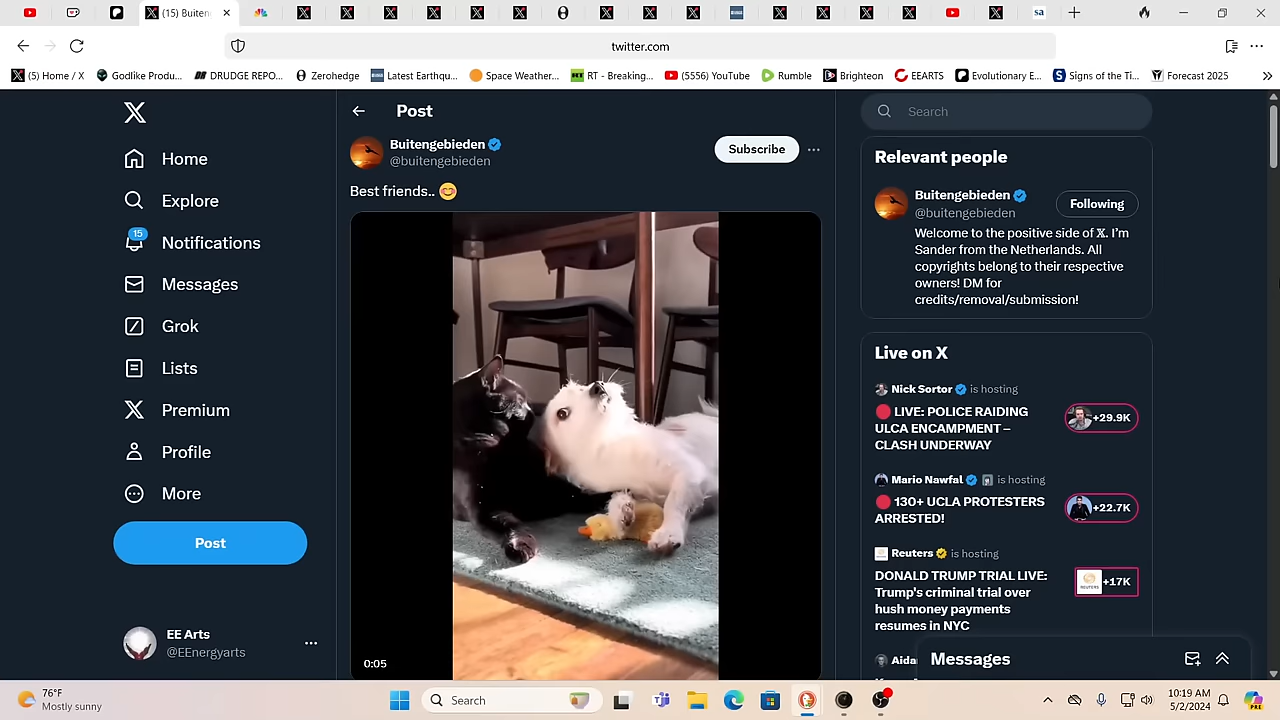 (15) Buiten
sa
twitter.com
(5) Home / X
Godlike Produ...
DRUDGE REPO...
Zerohedge
Latest Earthqu...
Space Weather...
RT - Breaking...
(5556) YouTube
Rumble
Brighteon
EEARTS
Evolutionary E...
Signs of the Ti...
Forecast 2025
Home
Explore
15
Notifications
Messages
Grok
Lists
Premium
Profile
More
Post
EE Arts
@EEnergyarts
Post
Buitengebieden
@buitengebieden
Subscribe
Best friends.. 😊
0:05
Search
Relevant people
Buitengebieden
@buitengebieden
Following
Welcome to the positive side of 𝕏. I'm
Sander from the Netherlands. All
copyrights belong to their respective
owners! DM for
credits/removal/submission!
Live on X
Nick Sortor is hosting
🔴 LIVE: POLICE RAIDING
ULCA ENCAMPMENT –
CLASH UNDERWAY
+29.9K
Mario Nawfal is hosting
🔴 130+ UCLA PROTESTERS
ARRESTED!
+22.7K
Reuters is hosting
DONALD TRUMP TRIAL LIVE:
Trump's criminal trial over
hush money payments
resumes in NYC
+17K
Aida
Messages
76°F
Mostly sunny
Search
10:19 AM
5/2/2024
PRE